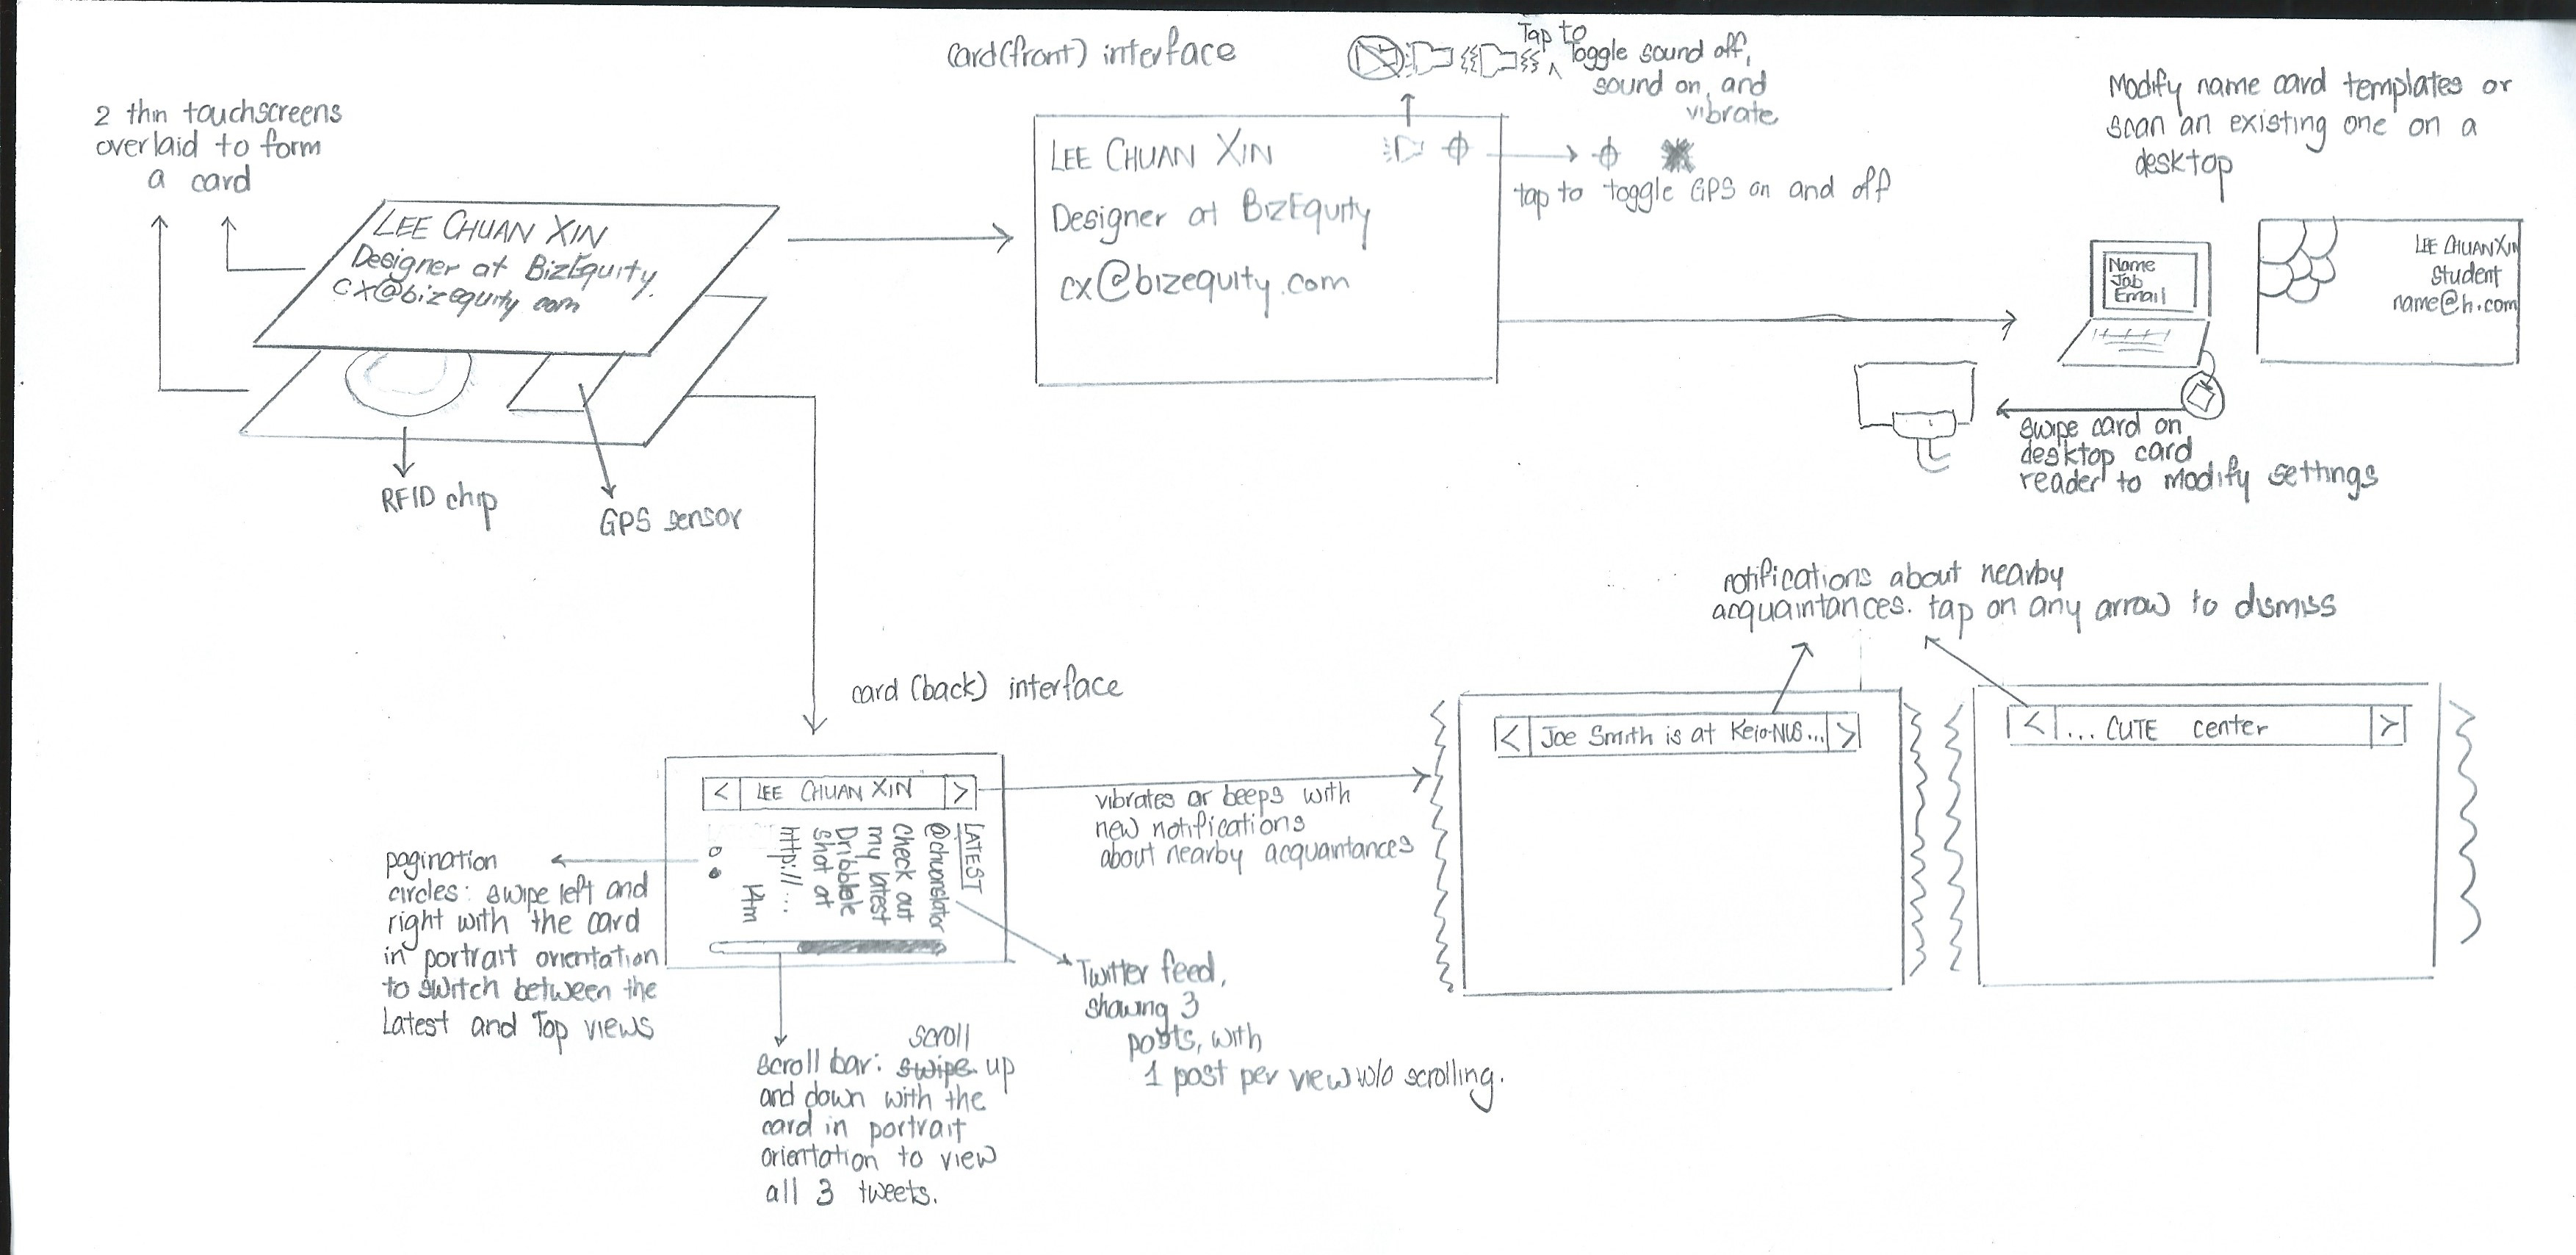 card(front) interface
Tap to
Toggle sound off,
sound on, and
vibrate
2 thin touchscreens
overlaid to form
a card
LEE CHUAN XIN
Designer at BizEquity
cx@bizequity.com
LEE CHUAN XIN
Designer at BizEquity
cx@bizequity.com
tap to toggle GPS on and off
Modify name card templates or
scan an existing one on a
desktop
Name
Job
Email
LEE CHUAN XIN
Student
name@h.com
swipe card on
desktop card
reader to modify settings
RFID chip
GPS sensor
notifications about nearby
acquaintances. tap on any arrow to dismiss
card (back) interface
< LEE CHUAN XIN >
LATEST
@chuanslator
Check out
my latest
Dribbble
shot at
http://...
14m
vibrates or beeps with
new notifications
about nearby acquantances
< Joe Smith is at Keio-NUS... >
< ... CUTE center >
pagination
circles: swipe left and
right with the card
in portrait orientation
to switch between the
Latest and Top views
Twitter feed,
showing 3
posts, with
1 post per view w/o scrolling.
scroll
scroll bar: swipe up
and down with the
card in portrait
orientation to view
all 3 tweets.